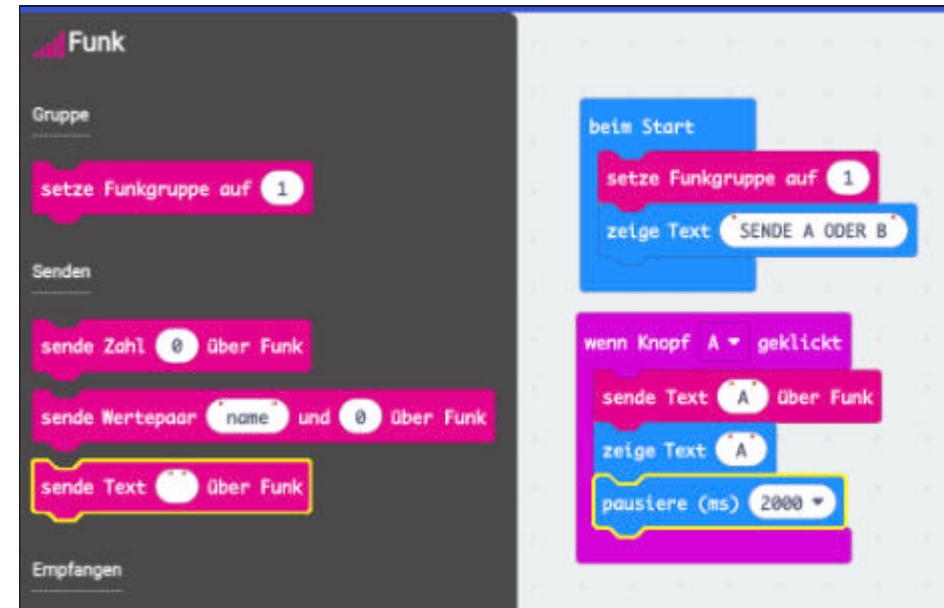 Funk
Gruppe
setze Funkgruppe auf 1
Senden
sende Zahl 0 über Funk
sende Wertepaar "name" und 0 über Funk
sende Text " " über Funk
Empfangen
beim Start
setze Funkgruppe auf 1
zeige Text "SENDE A ODER B"
wenn Knopf A geklickt
sende Text "A" über Funk
zeige Text "A"
pausiere (ms) 2000